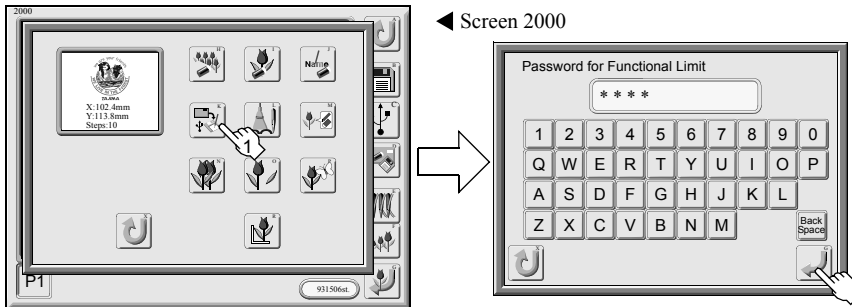 2000
◀ Screen 2000
H
I
J
Name
TAJIMA
X:102.4mm
Y:113.8mm
Steps:10
K
L
M
1
N
O
P
X
R
B
C
D
E
F
G
P1
931506st.
Password for Functional Limit
* * * *
1 2 3 4 5 6 7 8 9 0
Q W E R T Y U I O P
A S D F G H J K L
Z X C V B N M
Back
Space
X
G